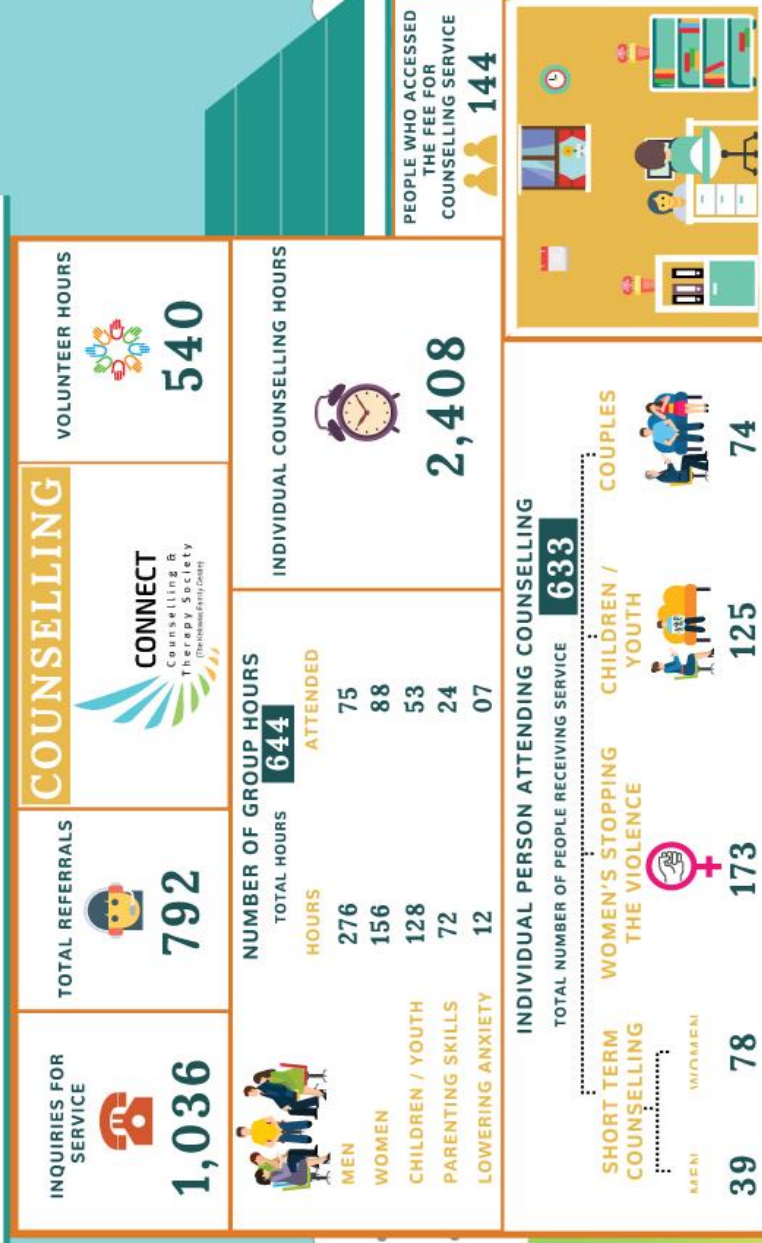 INQUIRIES FOR
SERVICE
1,036
TOTAL REFERRALS
792
COUNSELLING
CONNECT
Counselling &
Therapy Society
(The Kelowna Family Centre)
VOLUNTEER HOURS
540
NUMBER OF GROUP HOURS
TOTAL HOURS 644
HOURS ATTENDED
MEN 276 75
WOMEN 156 88
CHILDREN / YOUTH 128 53
PARENTING SKILLS 72 24
LOWERING ANXIETY 12 07
INDIVIDUAL COUNSELLING HOURS
2,408
PEOPLE WHO ACCESSED
THE FEE FOR
COUNSELLING SERVICE
144
INDIVIDUAL PERSON ATTENDING COUNSELLING
TOTAL NUMBER OF PEOPLE RECEIVING SERVICE 633
SHORT TERM
COUNSELLING
MEN WOMEN
39 78
WOMEN'S STOPPING
THE VIOLENCE
173
CHILDREN /
YOUTH
125
COUPLES
74